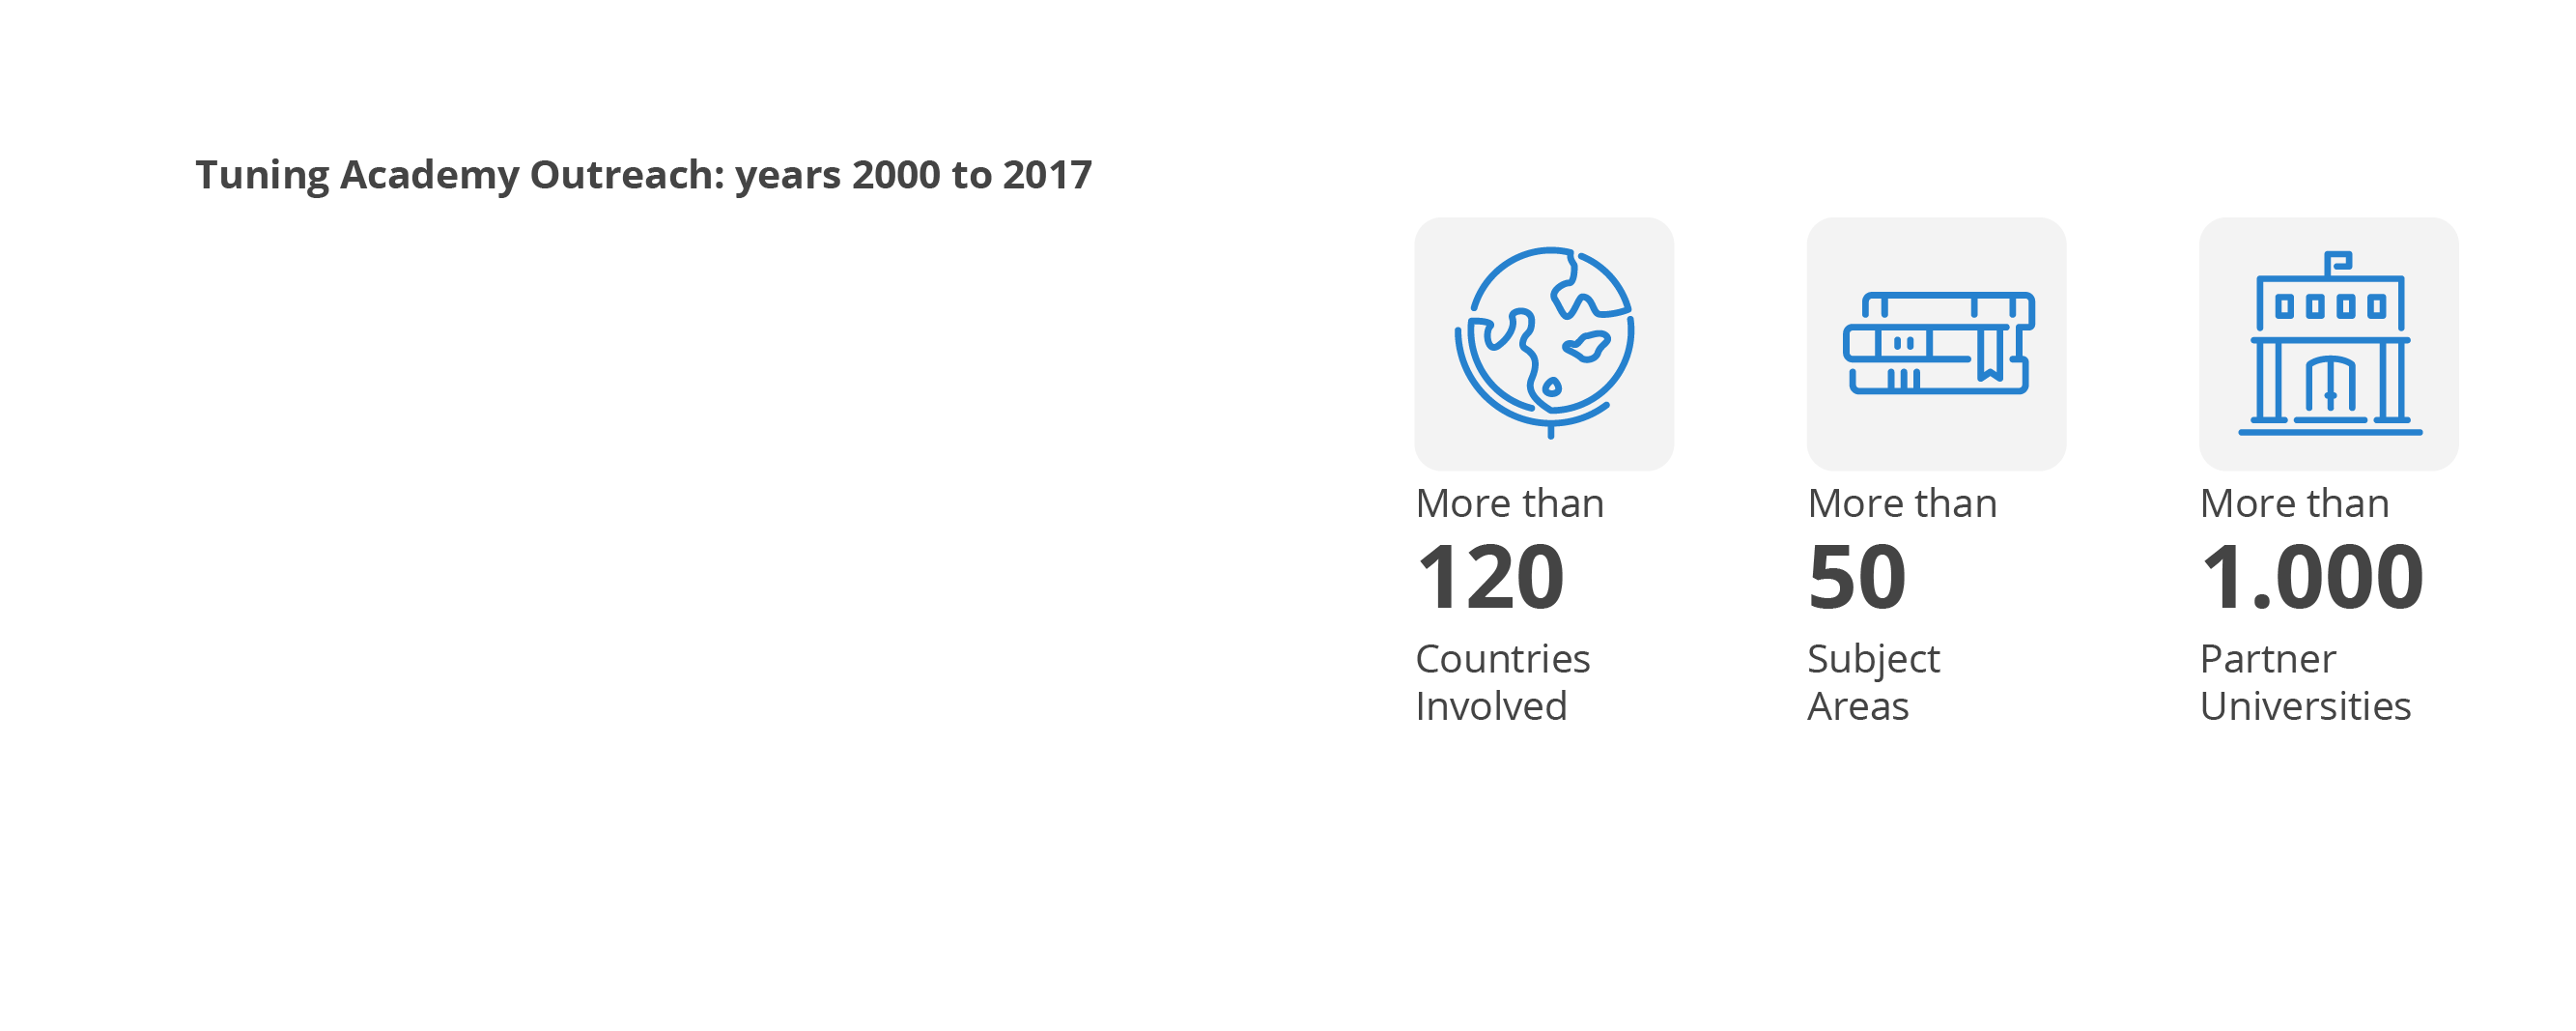 Tuning Academy Outreach: years 2000 to 2017
More than
120
Countries
Involved
More than
50
Subject
Areas
More than
1.000
Partner
Universities